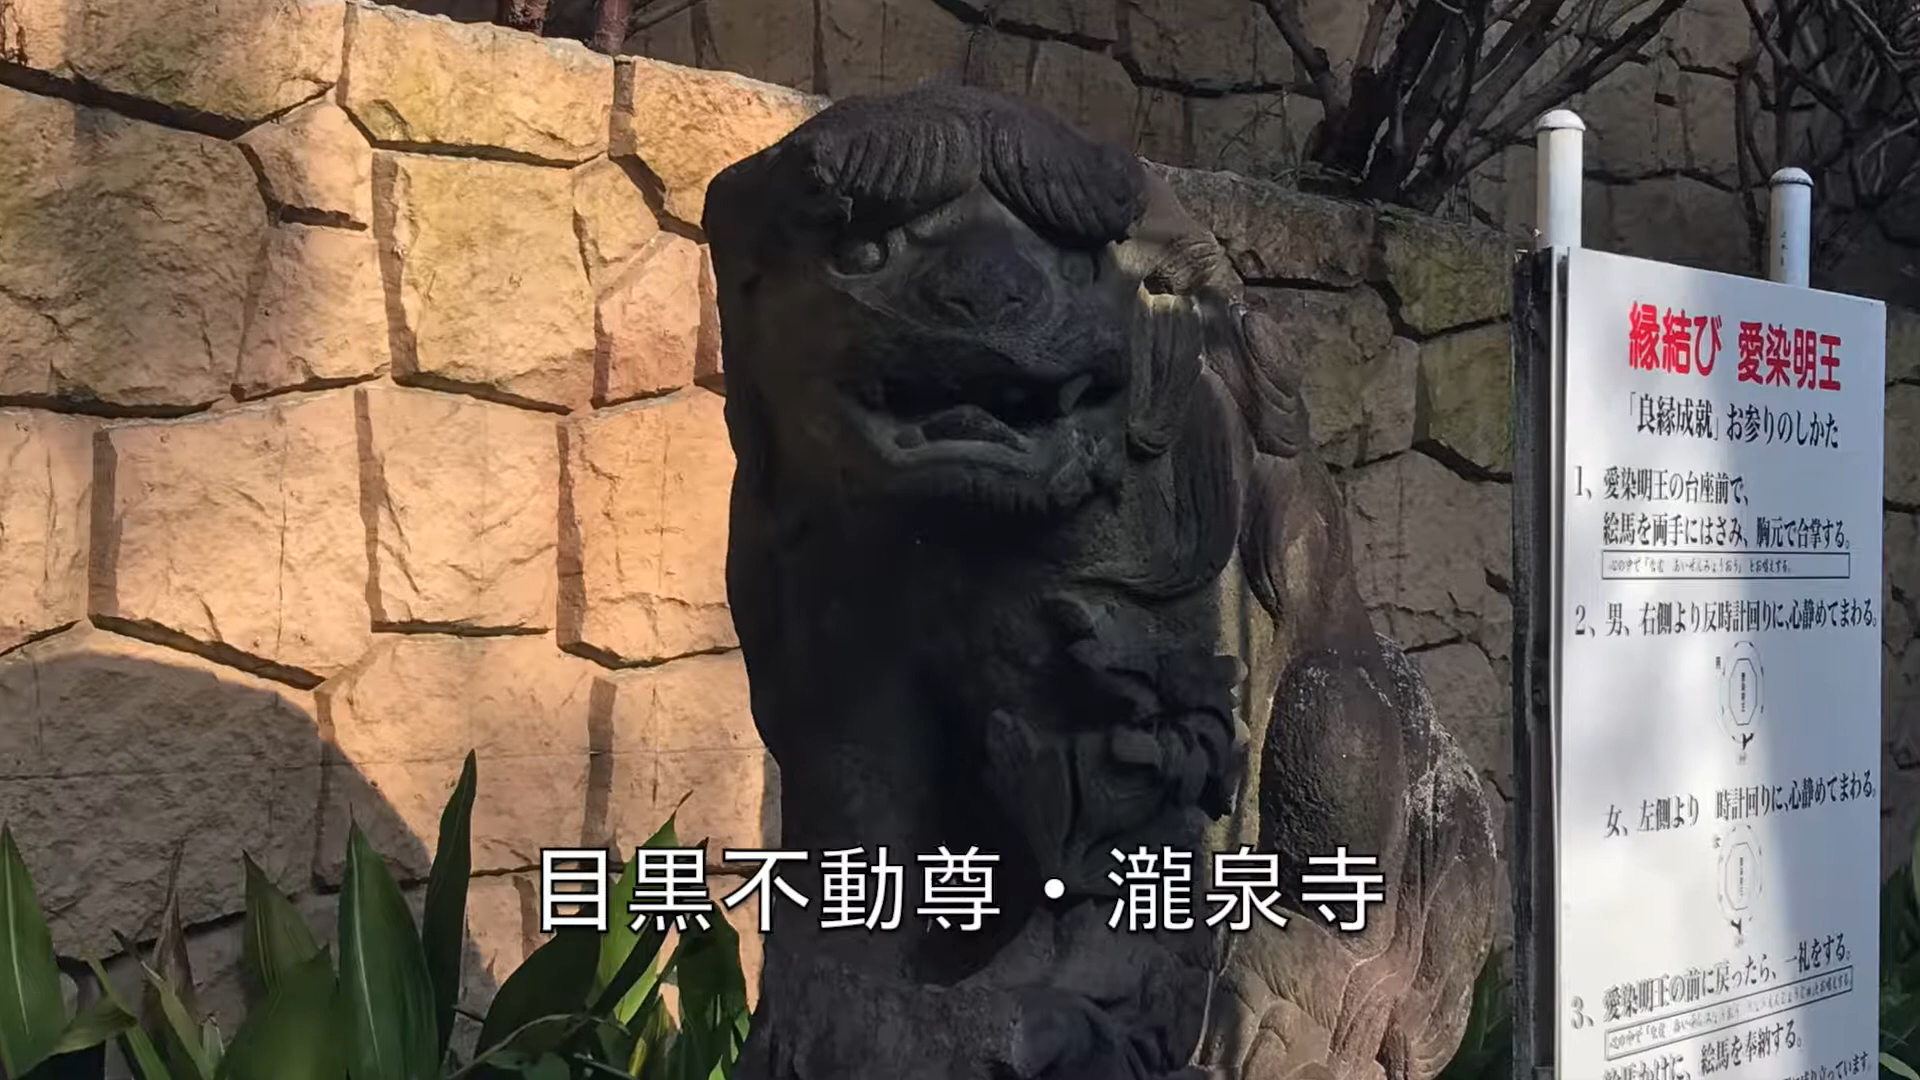 縁結び 愛染明王
「良縁成就」お参りのしかた
1、愛染明王の台座前で、
絵馬を両手にはさみ、胸元で合掌する。
2、男、右側より反時計回りに、心静めてまわる。
女、左側より 時計回りに、心静めてまわる。
3、愛染明王の前に戻ったら、一礼をする。
絵馬かけに、絵馬を奉納する。
目黒不動尊・瀧泉寺